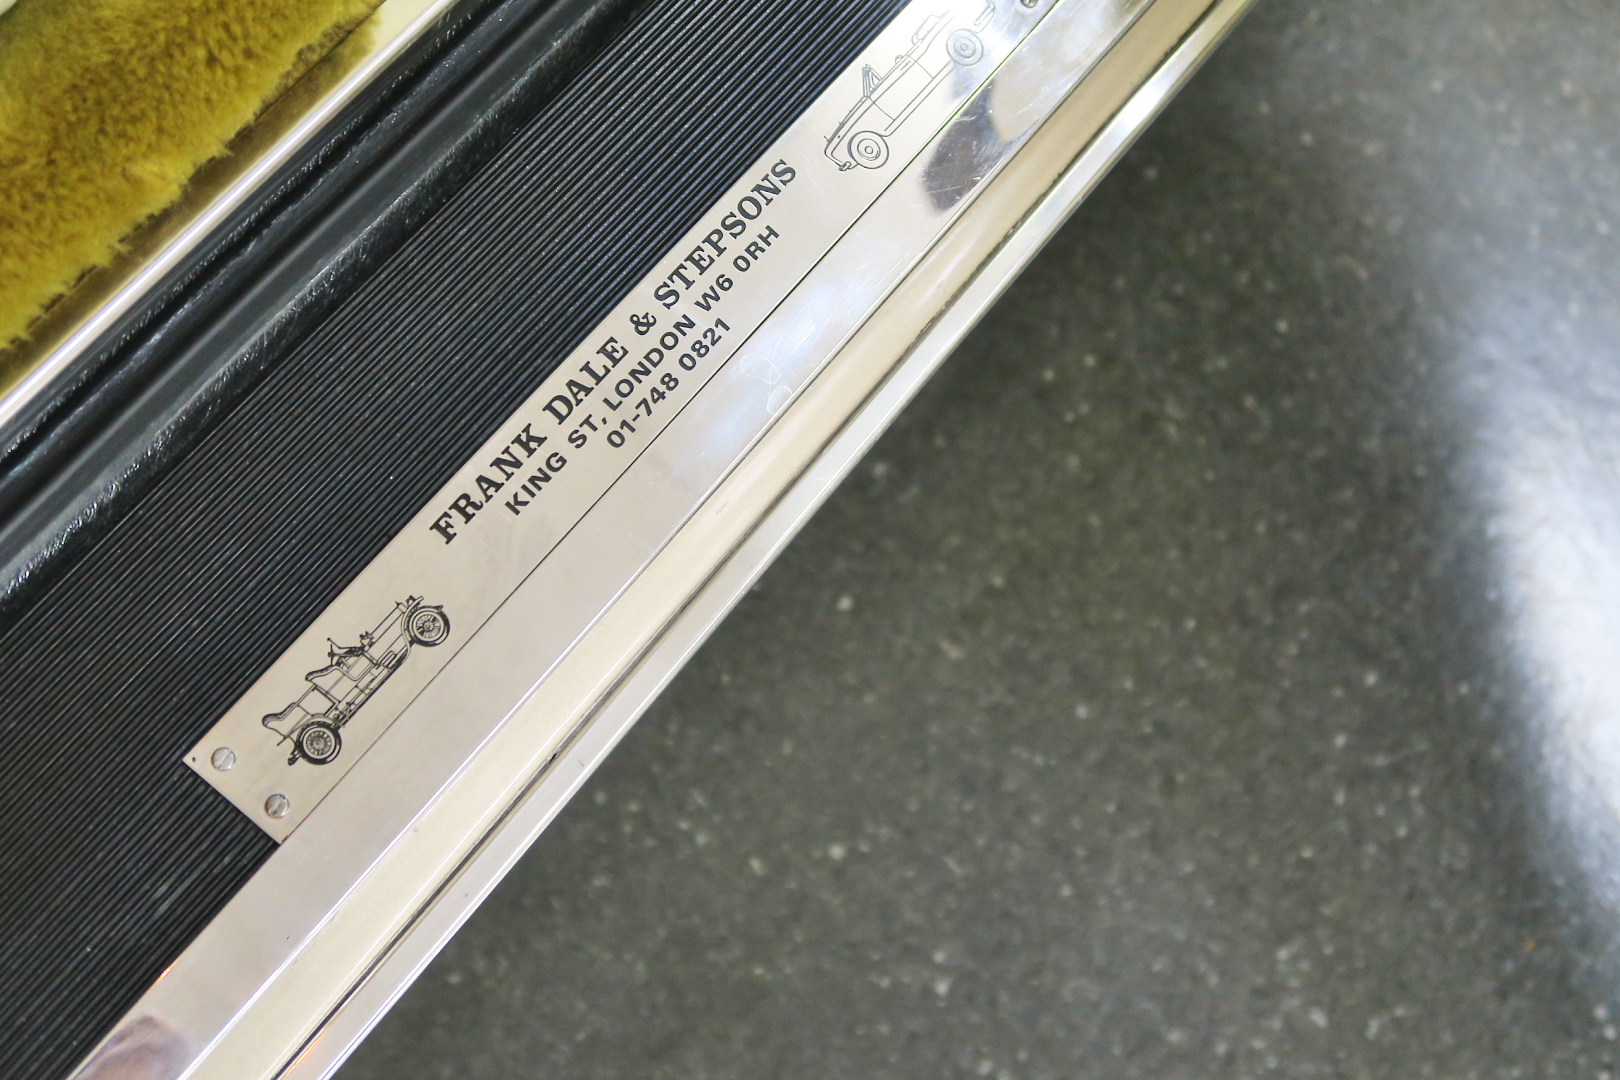 FRANK DALE & STEPSONS
KING ST, LONDON W6 0RH
01-748 0821